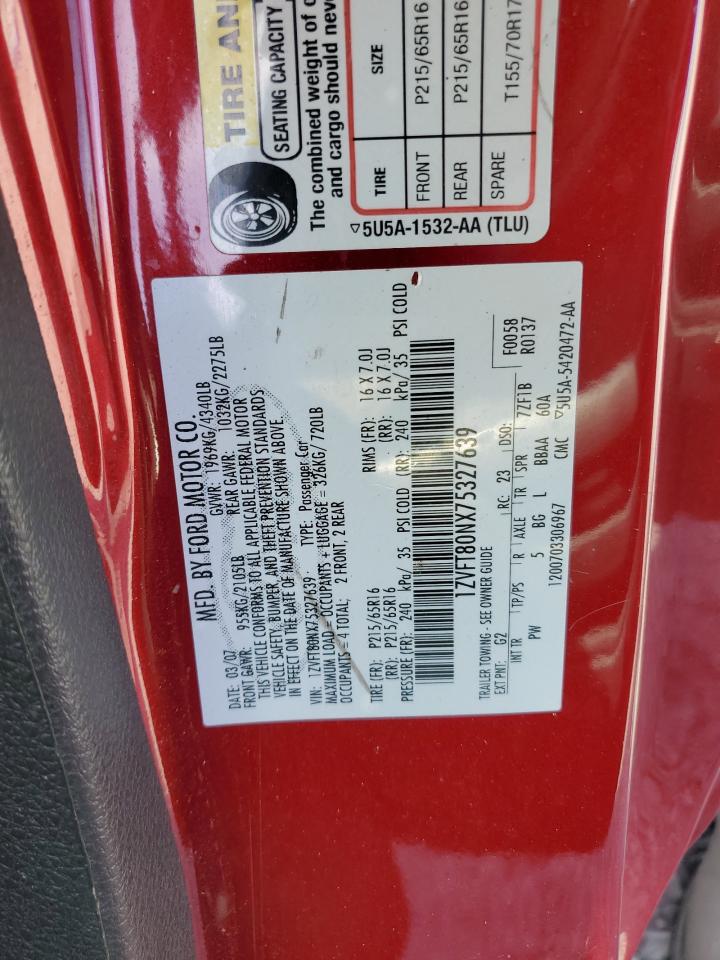 TIRE AN
SEATING CAPACITY
The combined weight of o
and cargo should neve
TIRE SIZE
FRONT P215/65R16
REAR P215/65R16
SPARE T155/70R17
5U5A-1532-AA (TLU)
MFD. BY FORD MOTOR CO.
DATE: 03/07 GVWR: 1969KG/4340LB
FRONT GAWR: 955KG/2105LB REAR GAWR: 1032KG/2275LB
THIS VEHICLE CONFORMS TO ALL APPLICABLE FEDERAL MOTOR
VEHICLE SAFETY, BUMPER, AND THEFT PREVENTION STANDARDS
IN EFFECT ON THE DATE OF MANUFACTURE SHOWN ABOVE.
VIN: 1ZVFT80NX75327639 TYPE: Passenger Car
MAXIMUM LOAD = OCCUPANTS + LUGGAGE = 326KG/720LB
OCCUPANTS = 4 TOTAL; 2 FRONT, 2 REAR
TIRE (FR): P215/65R16 RIMS (FR): 16 X 7.0J
(RR): P215/65R16 (RR): 16 X 7.0J
PRESSURE (FR): 240 kPa/ 35 PSI COLD (RR): 240 kPa/ 35 PSI COLD
1ZVFT80NX75327639
TRAILER TOWING - SEE OWNER GUIDE
F0058
R0137
EXT PNT: G2 RC: 23 DSO:
INT TR TP/PS R AXLE TR SPR 7ZF1B
PW 5 BG L BBAA 60A
1200703306967 CMC ▽5U5A-5420472-AA